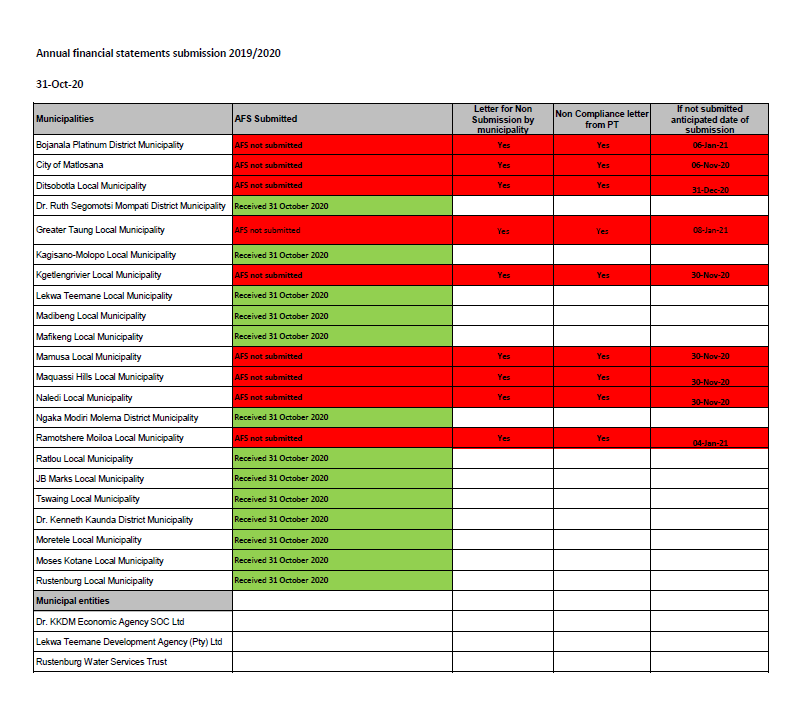 Annual financial statements submission 2019/2020
31-Oct-20
Municipalities AFS Submitted Letter for Non Submission by municipality Non Compliance letter from PT If not submitted anticipated date of submission
Bojanala Platinum District Municipality AFS not submitted Yes Yes 06-Jan-21
City of Matlosana AFS not submitted Yes Yes 06-Nov-20
Ditsobotla Local Municipality AFS not submitted Yes Yes 31-Dec-20
Dr. Ruth Segomotsi Mompati District Municipality Received 31 October 2020
Greater Taung Local Municipality AFS not submitted Yes Yes 08-Jan-21
Kagisano-Molopo Local Municipality Received 31 October 2020
Kgetlengrivier Local Municipality AFS not submitted Yes Yes 30-Nov-20
Lekwa Teemane Local Municipality Received 31 October 2020
Madibeng Local Municipality Received 31 October 2020
Mafikeng Local Municipality Received 31 October 2020
Mamusa Local Municipality AFS not submitted Yes Yes 30-Nov-20
Maquassi Hills Local Municipality AFS not submitted Yes Yes 30-Nov-20
Naledi Local Municipality AFS not submitted Yes Yes 30-Nov-20
Ngaka Modiri Molema District Municipality Received 31 October 2020
Ramotshere Moiloa Local Municipality AFS not submitted Yes Yes 04-Jan-21
Ratlou Local Municipality Received 31 October 2020
JB Marks Local Municipality Received 31 October 2020
Tswaing Local Municipality Received 31 October 2020
Dr. Kenneth Kaunda District Municipality Received 31 October 2020
Moretele Local Municipality Received 31 October 2020
Moses Kotane Local Municipality Received 31 October 2020
Rustenburg Local Municipality Received 31 October 2020
Municipal entities
Dr. KKDM Economic Agency SOC Ltd
Lekwa Teemane Development Agency (Pty) Ltd
Rustenburg Water Services Trust